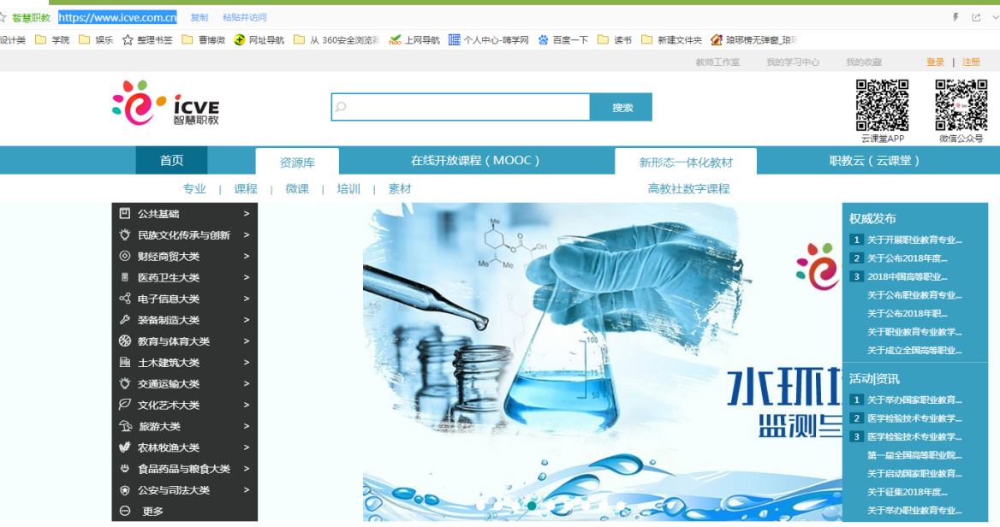 智慧职教 https://www.icve.com.cn 复制 粘贴并访问
设计类 学院 娱乐 整理书签 曹博微 网址导航 从 360安全浏览器 上网导航 个人中心-嗨学网 百度一下 读书 新建文件夹 琅琊榜无弹窗_琅琊
教师工作室 我的学习中心 我的收藏 登录 | 注册
icve
智慧职教
搜索
云课堂APP 微信公众号
首页 资源库 在线开放课程（MOOC） 新形态一体化教材 职教云（云课堂）
专业 | 课程 | 微课 | 培训 | 素材 高教社数字课程
公共基础 >
民族文化传承与创新 >
财经商贸大类 >
医药卫生大类 >
电子信息大类 >
装备制造大类 >
教育与体育大类 >
土木建筑大类 >
交通运输大类 >
文化艺术大类 >
旅游大类 >
农林牧渔大类 >
食品药品与粮食大类 >
公安与司法大类 >
更多
Me
O
OH
Me Me
100
75
50
水环境
监测与
权威发布
1 关于开展职业教育专业...
2 关于公布2018年度...
3 2018中国高等职业...
关于公布职业教育专业...
关于公布2018年职...
关于职业教育专业教学...
关于成立全国高等职业...
活动|资讯
1 关于举办国家职业教育...
2 医学检验技术专业教学...
3 医学检验技术专业教学...
第一届全国高等职业院...
关于启动国家职业教育...
关于征集2018年度...
关于举办职业教育专业...